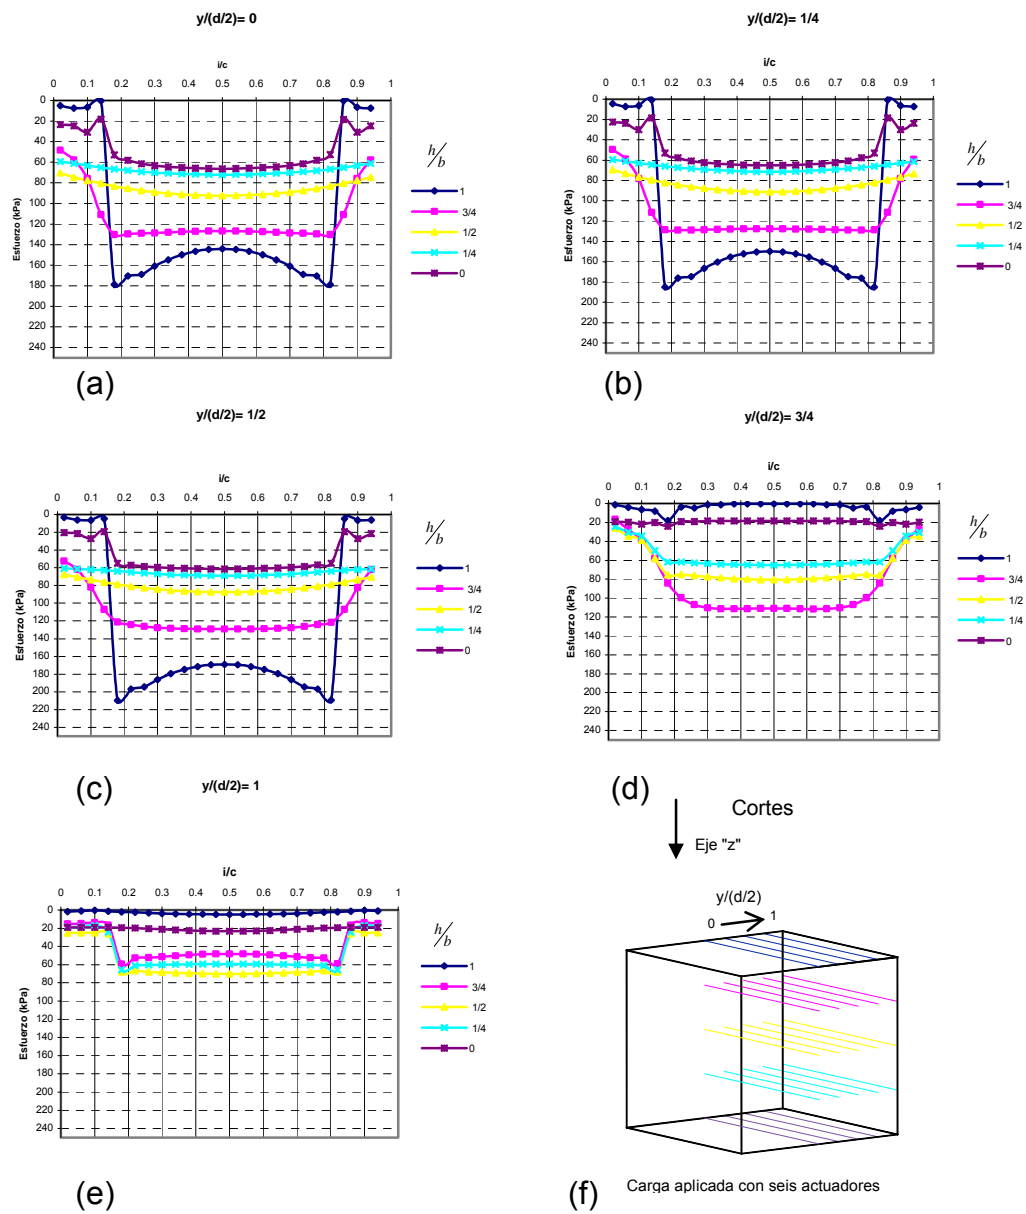 y/(d/2)= 0
i/c
0 0.1 0.2 0.3 0.4 0.5 0.6 0.7 0.8 0.9 1
0
20
40
60
80
100
120
140
160
180
200
220
240
Esfuerzo (kPa)
h/b
1
3/4
1/2
1/4
0
(a)
y/(d/2)= 1/4
i/c
0 0.1 0.2 0.3 0.4 0.5 0.6 0.7 0.8 0.9 1
0
20
40
60
80
100
120
140
160
180
200
220
240
Esfuerzo (kPa)
h/b
1
3/4
1/2
1/4
0
(b)
y/(d/2)= 1/2
i/c
0 0.1 0.2 0.3 0.4 0.5 0.6 0.7 0.8 0.9 1
0
20
40
60
80
100
120
140
160
180
200
220
240
Esfuerzo (kPa)
h/b
1
3/4
1/2
1/4
0
(c)
y/(d/2)= 3/4
i/c
0 0.1 0.2 0.3 0.4 0.5 0.6 0.7 0.8 0.9 1
0
20
40
60
80
100
120
140
160
180
200
220
240
Esfuerzo (kPa)
h/b
1
3/4
1/2
1/4
0
(d)
y/(d/2)= 1
i/c
0 0.1 0.2 0.3 0.4 0.5 0.6 0.7 0.8 0.9 1
0
20
40
60
80
100
120
140
160
180
200
220
240
Esfuerzo (kPa)
h/b
1
3/4
1/2
1/4
0
(e)
Cortes
Eje "z"
y/(d/2)
0 1
(f)
Carga aplicada con seis actuadores